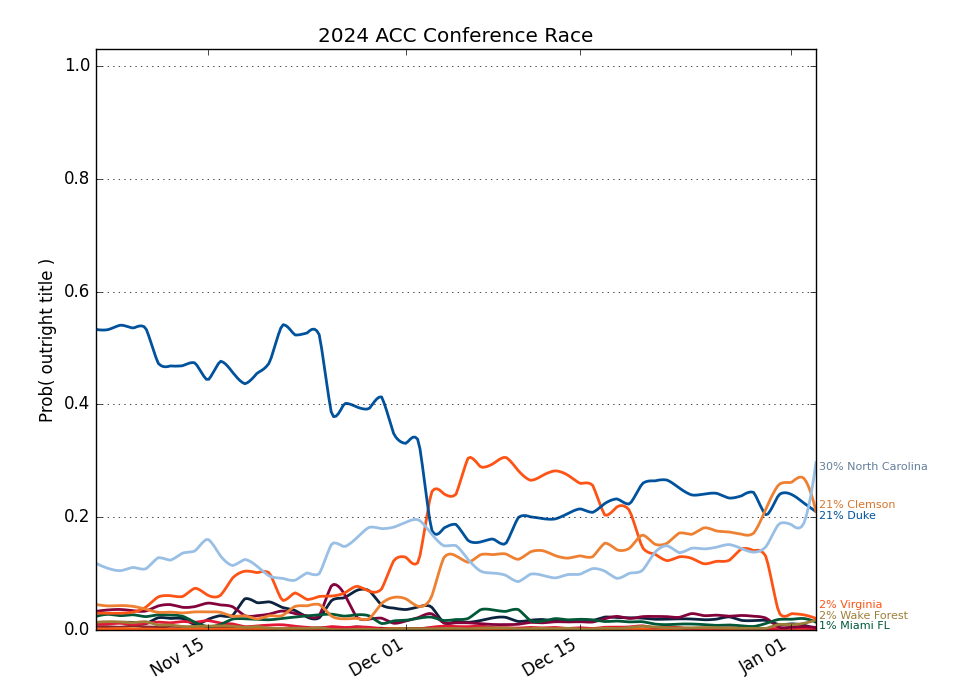 2024 ACC Conference Race
1.0
0.8
0.6
0.4
0.2
0.0
Prob( outright title )
30% North Carolina
21% Clemson
21% Duke
2% Virginia
2% Wake Forest
1% Miami FL
Nov 15
Dec 01
Dec 15
Jan 01